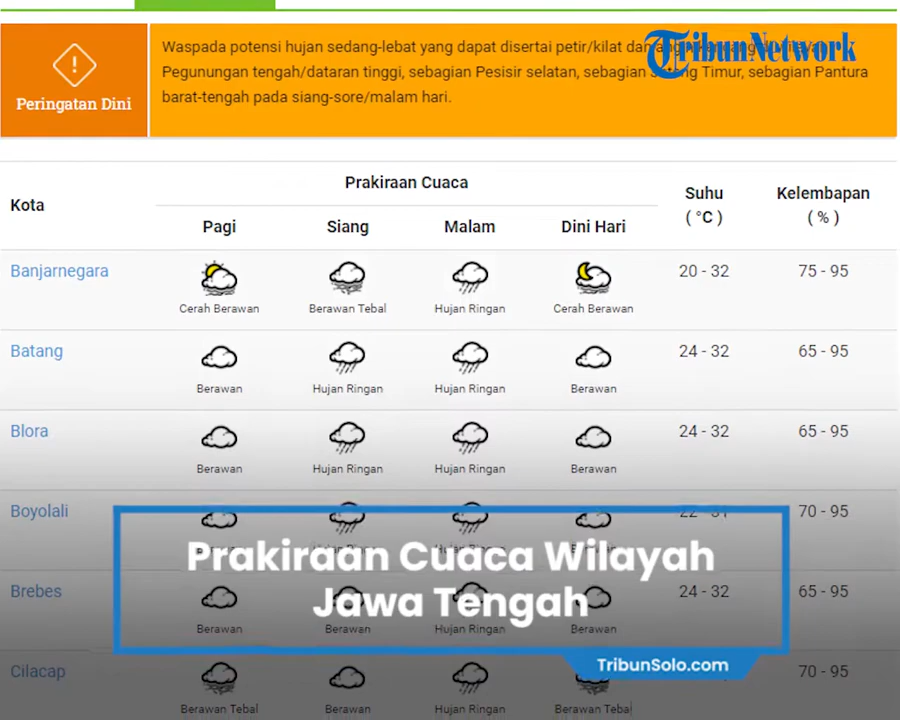 Waspada potensi hujan sedang-lebat yang dapat disertai petir/kilat dan
TribunNetwork
Peringatan Dini
Pegunungan tengah/dataran tinggi, sebagian Pesisir selatan, sebagian Timur, sebagian Pantura
barat-tengah pada siang-sore/malam hari.
Kota
Prakiraan Cuaca
Suhu
( °C )
Kelembapan
( % )
Pagi Siang Malam Dini Hari
Banjarnegara
Cerah Berawan Berawan Tebal Hujan Ringan Cerah Berawan
20 - 32 75 - 95
Batang
Berawan Hujan Ringan Hujan Ringan Berawan
24 - 32 65 - 95
Blora
Berawan Hujan Ringan Hujan Ringan Berawan
24 - 32 65 - 95
Boyolali
70 - 95
Prakiraan Cuaca Wilayah
Jawa Tengah
Brebes
Berawan Berawan Hujan Ringan Berawan
24 - 32 65 - 95
TribunSolo.com
Cilacap
Berawan Tebal Berawan Hujan Ringan Berawan Tebal
70 - 95